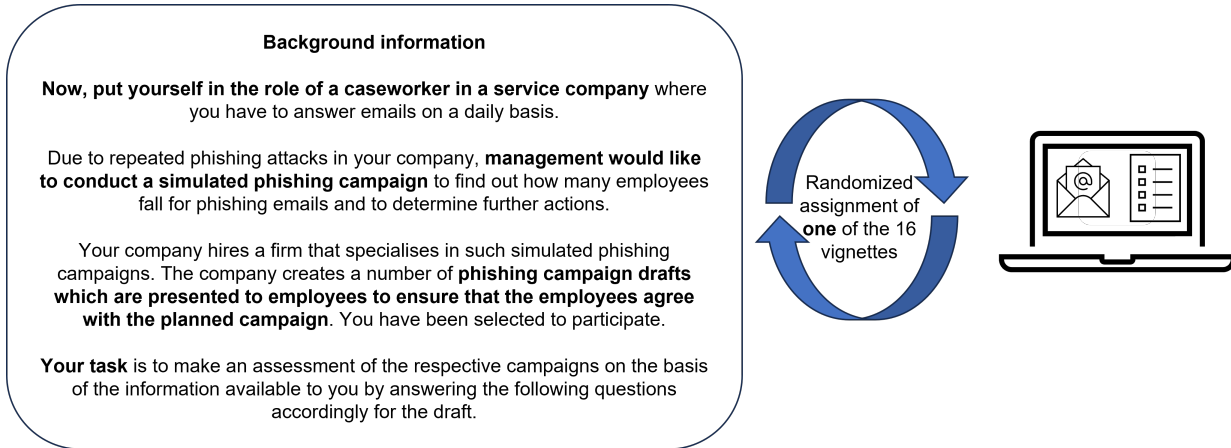 Background information
Now, put yourself in the role of a caseworker in a service company where
you have to answer emails on a daily basis.
Due to repeated phishing attacks in your company, management would like
to conduct a simulated phishing campaign to find out how many employees
fall for phishing emails and to determine further actions.
Your company hires a firm that specialises in such simulated phishing
campaigns. The company creates a number of phishing campaign drafts
which are presented to employees to ensure that the employees agree
with the planned campaign. You have been selected to participate.
Your task is to make an assessment of the respective campaigns on the basis
of the information available to you by answering the following questions
accordingly for the draft.
Randomized
assignment of
one of the 16
vignettes
@